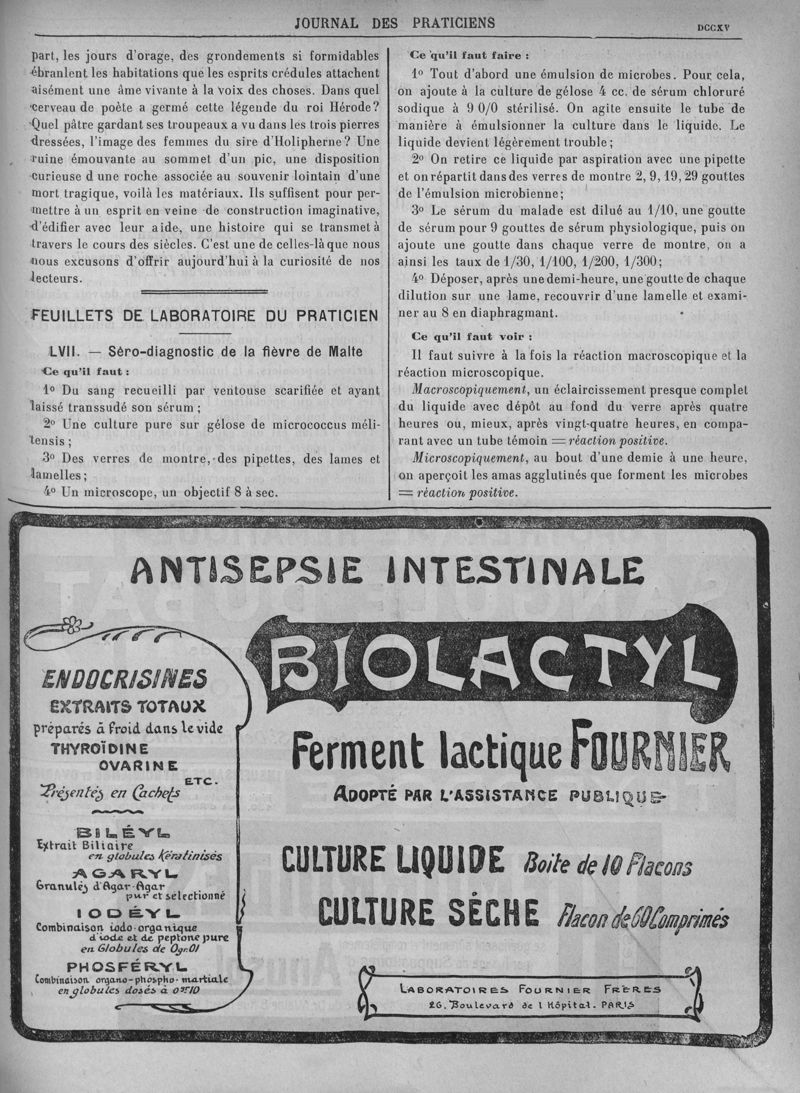 JOURNAL DES PRATICIENS
DCCXV
part, les jours d'orage, des grondements si formidables
ébranlent les habitations que les esprits crédules attachent
aisément une âme vivante à la voix des choses. Dans quel
cerveau de poète a germé cette légende du roi Hérode?
Quel pâtre gardant ses troupeaux a vu dans les trois pierres
dressées, l'image des femmes du sire d'Holipherne? Une
ruine émouvante au sommet d'un pic, une disposition
curieuse d une roche associée au souvenir lointain d'une
mort tragique, voilà les matériaux. Ils suffisent pour per-
mettre à un esprit en veine de construction imaginative,
d'édifier avec leur aide, une histoire qui se transmet à
travers le cours des siècles. C'est une de celles-là que nous
nous excusons d'offrir aujourd'hui à la curiosité de nos
lecteurs.
FEUILLETS DE LABORATOIRE DU PRATICIEN
LVII. — Séro-diagnostic de la fièvre de Malte
Ce qu'il faut :
1º Du sang recueilli par ventouse scarifiée et ayant
laissé transsudé son sérum ;
2º Une culture pure sur gélose de micrococcus méli-
tensis ;
3º Des verres de montre, des pipettes, des lames et
lamelles ;
4º Un microscope, un objectif 8 à sec.
Ce qu'il faut faire :
1º Tout d'abord une émulsion de microbes. Pour cela,
on ajoute à la culture de gélose 4 cc. de sérum chloruré
sodique à 9 0/0 stérilisé. On agite ensuite le tube de
manière à émulsionner la culture dans le liquide. Le
liquide devient légèrement trouble ;
2º On retire ce liquide par aspiration avec une pipette
et on répartit dans des verres de montre 2, 9, 19, 29 gouttes
de l'émulsion microbienne;
3º Le sérum du malade est dilué au 1/10, une goutte
de sérum pour 9 gouttes de sérum physiologique, puis on
ajoute une goutte dans chaque verre de montre, on a
ainsi les taux de 1/30, 1/100, 1/200, 1/300;
4º Déposer, après une demi-heure, une goutte de chaque
dilution sur une lame, recouvrir d'une lamelle et exami-
ner au 8 en diaphragmant.
Ce qu'il faut voir :
Il faut suivre à la fois la réaction macroscopique et la
réaction microscopique.
Macroscopiquement, un éclaircissement presque complet
du liquide avec dépôt au fond du verre après quatre
heures ou, mieux, après vingt-quatre heures, en compa-
rant avec un tube témoin = réaction positive.
Microscopiquement, au bout d'une demie à une heure,
on aperçoit les amas agglutinés que forment les microbes
= réaction positive.
ANTISEPSIE INTESTINALE
ENDOCRISINES
EXTRAITS TOTAUX
préparés à froid dans le vide
THYROÏDINE
OVARINE
ETC.
Présentés en Cachets
BILÉYL
Extrait Biliaire
en globules Kératinisés
AGARYL
Granulés d'Agar-Agar
pur et sélectionné
IODÉYL
Combinaison iodo-organique
d'iode et de peptone pure
en Globules de 0gr.01
PHOSFÉRYL
Combinaison organo-phospho-martiale
en globules dosés à 0gr10
BIOLACTYL
Ferment lactique FOURNIER
ADOPTÉ PAR L'ASSISTANCE PUBLIQUE
CULTURE LIQUIDE Boîte de 10 Flacons
CULTURE SÈCHE Flacon de 60 Comprimés
LABORATOIRES FOURNIER FRÈRES
26, Boulevard de l'Hôpital. PARIS